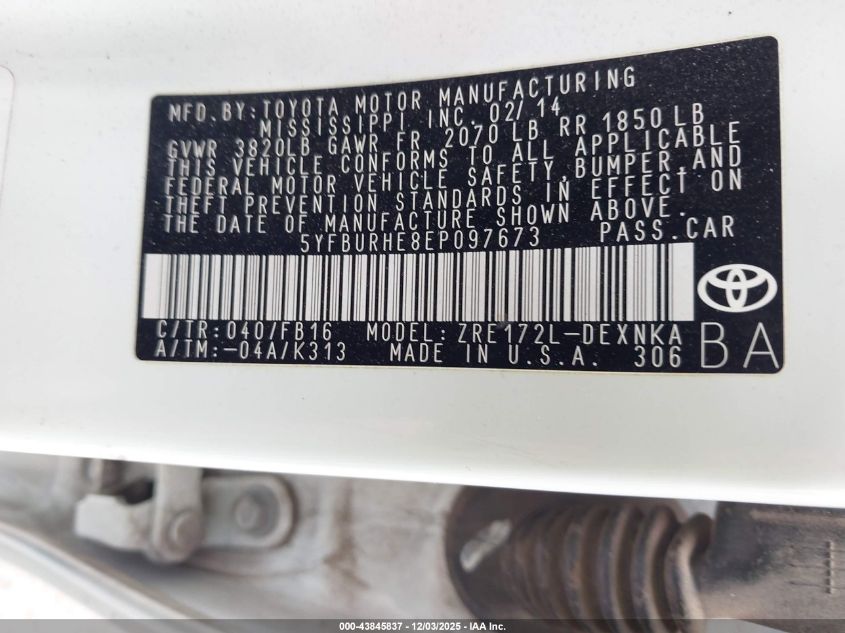 MFD. BY: TOYOTA MOTOR MANUFACTURING
MISSISSIPPI, INC. 02/14
GVWR 3820LB GAWR FR 2070 LB RR 1850 LB
THIS VEHICLE CONFORMS TO ALL APPLICABLE
FEDERAL MOTOR VEHICLE SAFETY, BUMPER, AND
THEFT PREVENTION STANDARDS IN EFFECT ON
THE DATE OF MANUFACTURE SHOWN ABOVE.
5YFBURHE8EP097673 PASS. CAR
C/TR: 040/FB16 MODEL: ZRE172L-DEXNKA
A/TM: -04A/K313 MADE IN U.S.A. 306
BA
000-43845837 - 12/03/2025 - IAA Inc.